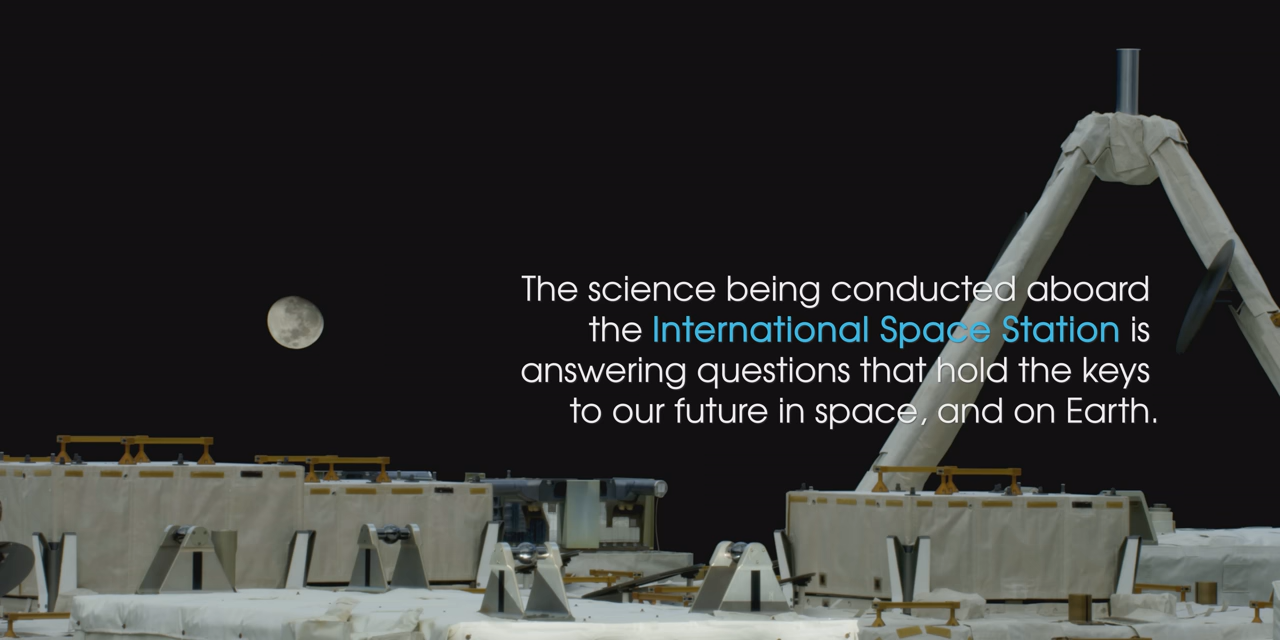 The science being conducted aboard
the International Space Station is
answering questions that hold the keys
to our future in space, and on Earth.